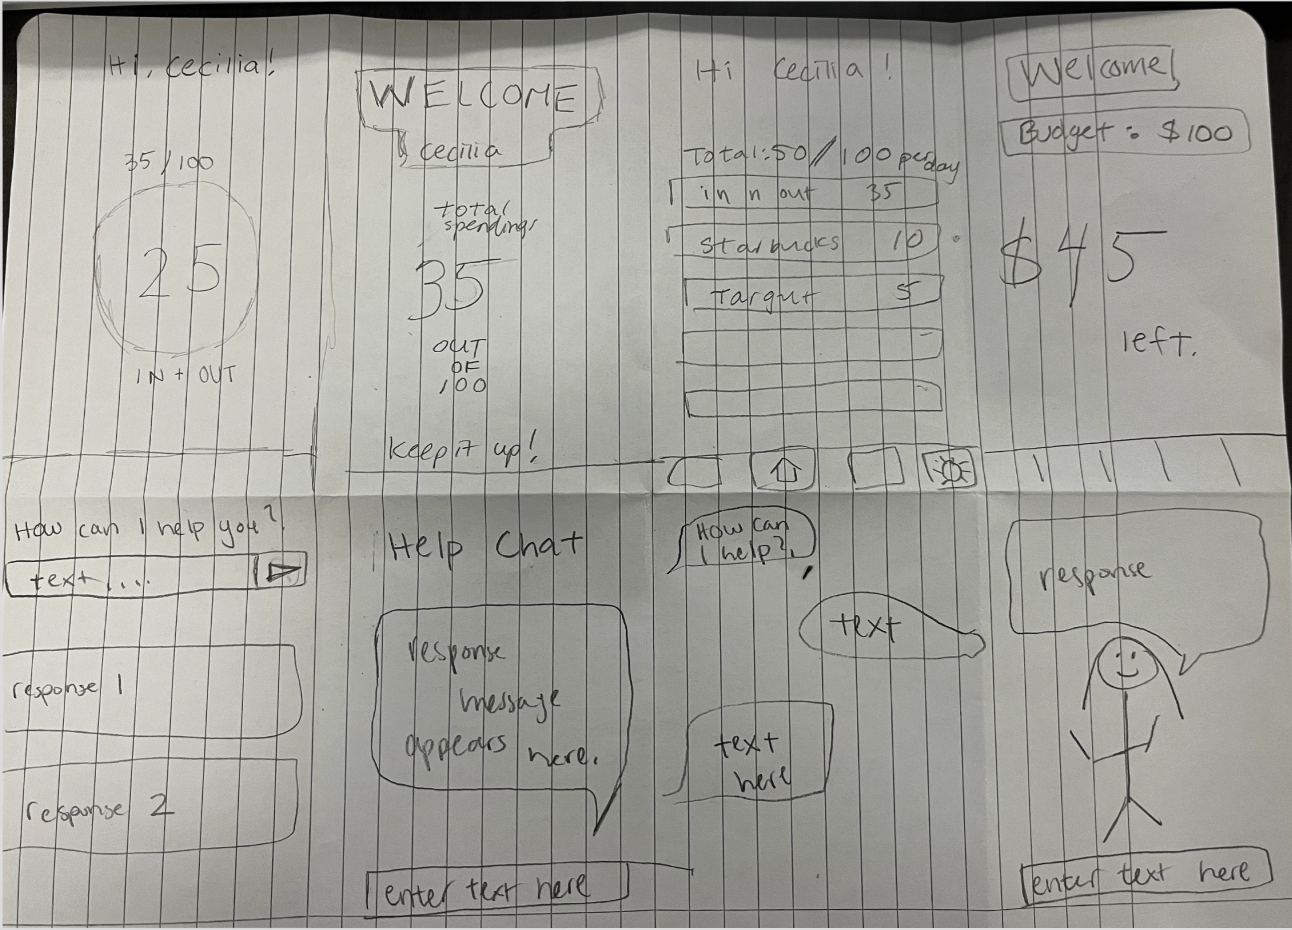 Hi, cecilia!
35/100
25
IN + OUT
WELCOME
cecilia
total
spendings
35
OUT
OF
100
keep it up!
Hi cecilia!
Total: 50/100 per day
in n out 35
starbucks 10
Targut 5
Welcome
Budget: $100
$45
left.
How can I help you?
text....
response 1
response 2
Help Chat
response
message
appears here.
enter text here
How can
I help?
text
text
here
response
enter text here